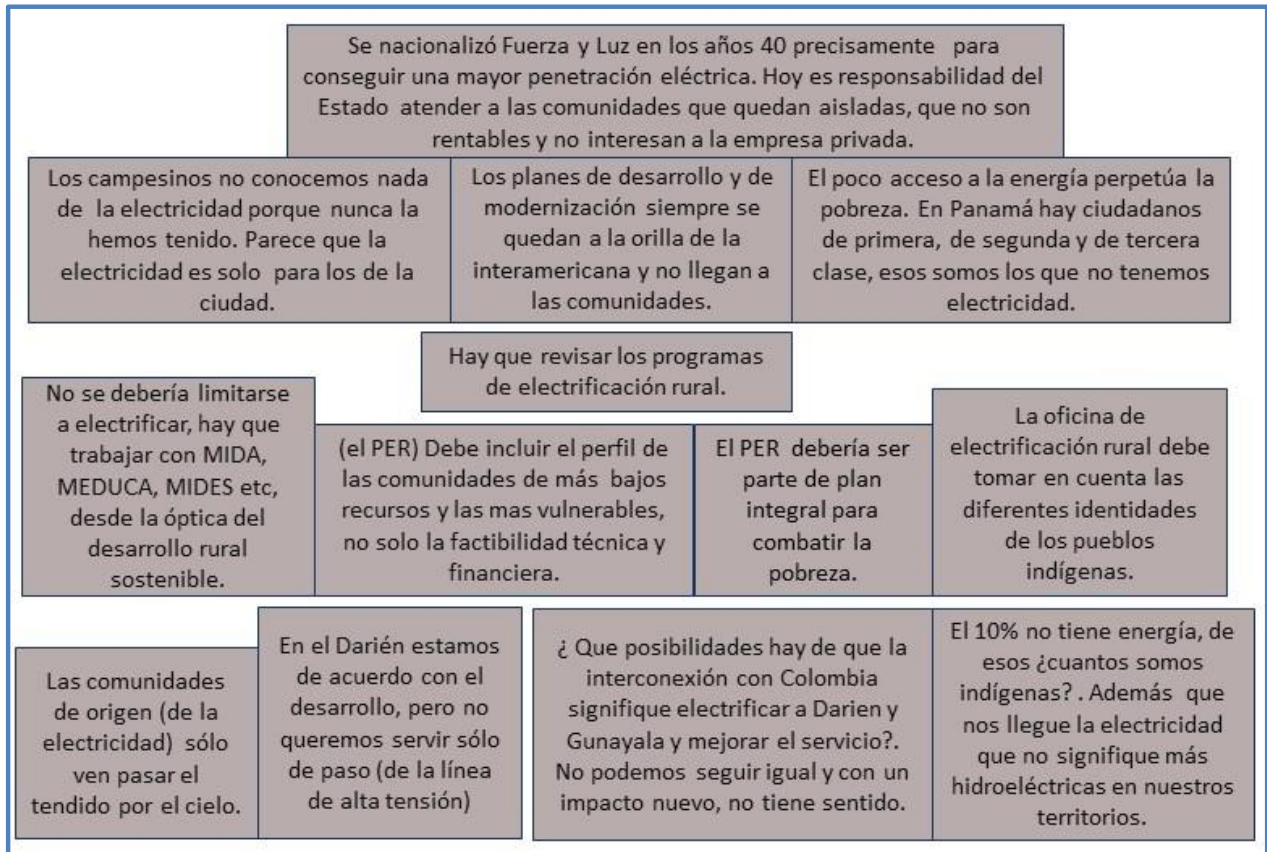 Se nacionalizó Fuerza y Luz en los años 40 precisamente para
conseguir una mayor penetración eléctrica. Hoy es responsabilidad del
Estado atender a las comunidades que quedan aisladas, que no son
rentables y no interesan a la empresa privada.
Los campesinos no conocemos nada
de la electricidad porque nunca la
hemos tenido. Parece que la
electricidad es solo para los de la
ciudad.
Los planes de desarrollo y de
modernización siempre se
quedan a la orilla de la
interamericana y no llegan a
las comunidades.
El poco acceso a la energía perpetúa la
pobreza. En Panamá hay ciudadanos
de primera, de segunda y de tercera
clase, esos somos los que no tenemos
electricidad.
Hay que revisar los programas
de electrificación rural.
No se debería limitarse
a electrificar, hay que
trabajar con MIDA,
MEDUCA, MIDES etc,
desde la óptica del
desarrollo rural
sostenible.
(el PER) Debe incluir el perfil de
las comunidades de más bajos
recursos y las mas vulnerables,
no solo la factibilidad técnica y
financiera.
El PER debería ser
parte de plan
integral para
combatir la
pobreza.
La oficina de
electrificación rural debe
tomar en cuenta las
diferentes identidades
de los pueblos
indígenas.
Las comunidades
de origen (de la
electricidad) sólo
ven pasar el
tendido por el cielo.
En el Darién estamos
de acuerdo con el
desarrollo, pero no
queremos servir sólo
de paso (de la línea
de alta tensión)
¿ Que posibilidades hay de que la
interconexión con Colombia
signifique electrificar a Darien y
Gunayala y mejorar el servicio?.
No podemos seguir igual y con un
impacto nuevo, no tiene sentido.
El 10% no tiene energía, de
esos ¿cuantos somos
indígenas? . Además que
nos llegue la electricidad
que no signifique más
hidroeléctricas en nuestros
territorios.